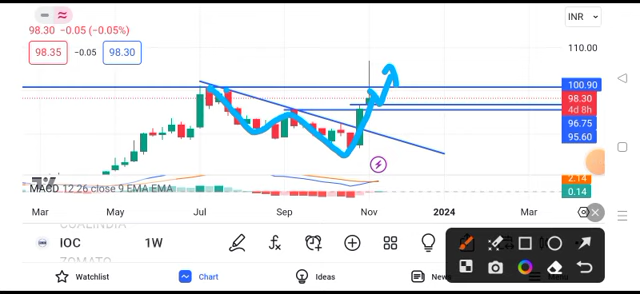 INR
98.30 −0.05 (−0.05%)
110.00
98.35 −0.05 98.30
100.90
98.30
4d 8h
96.75
95.60
2.14
MACD 12 26 close 9 EMA EMA
0.14
Mar May Jul Sep Nov 2024 Mar
COALINDIA
IOC 1W
ZOMATO
Watchlist Chart Ideas News